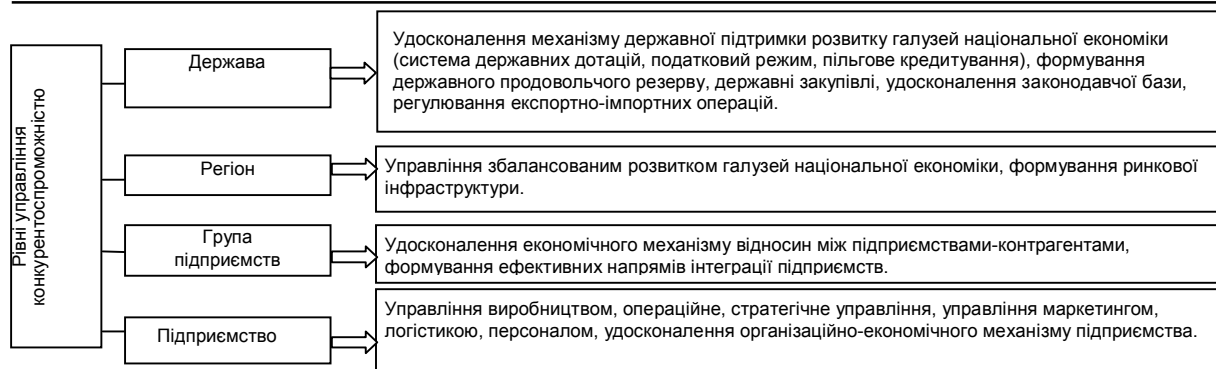 Рівні управління
конкурентоспроможністю
Держава
Удосконалення механізму державної підтримки розвитку галузей національної економіки
(система державних дотацій, податковий режим, пільгове кредитування), формування
державного продовольчого резерву, державні закупівлі, удосконалення законодавчої бази,
регулювання експортно-імпортних операцій.
Регіон
Управління збалансованим розвитком галузей національної економіки, формування ринкової
інфраструктури.
Група
підприємств
Удосконалення економічного механізму відносин між підприємствами-контрагентами,
формування ефективних напрямів інтеграції підприємств.
Підприємство
Управління виробництвом, операційне, стратегічне управління, управління маркетингом,
логістикою, персоналом, удосконалення організаційно-економічного механізму підприємства.